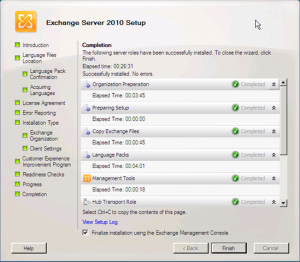 Exchange Server 2010 Setup
Introduction
Language Files
Location
Language Pack
Confirmation
Acquiring
Languages
License Agreement
Error Reporting
Installation Type
Exchange
Organization
Client Settings
Customer Experience
Improvement Program
Readiness Checks
Progress
Completion
Completion
The following server roles have been successfully installed. To close the wizard, click
Finish.
Elapsed time: 00:26:31
Successfully installed. No errors.
Organization Preparation Completed
Elapsed Time: 00:03:45
Preparing Setup Completed
Elapsed Time: 00:00:00
Copy Exchange Files Completed
Elapsed Time: 00:00:45
Language Packs Completed
Elapsed Time: 00:04:01
Management Tools Completed
Elapsed Time: 00:00:18
Hub Transport Role Completed
Select Ctrl+C to copy the contents of this page.
View Setup Log
Finalize installation using the Exchange Management Console.
Help
< Back
Finish
Cancel